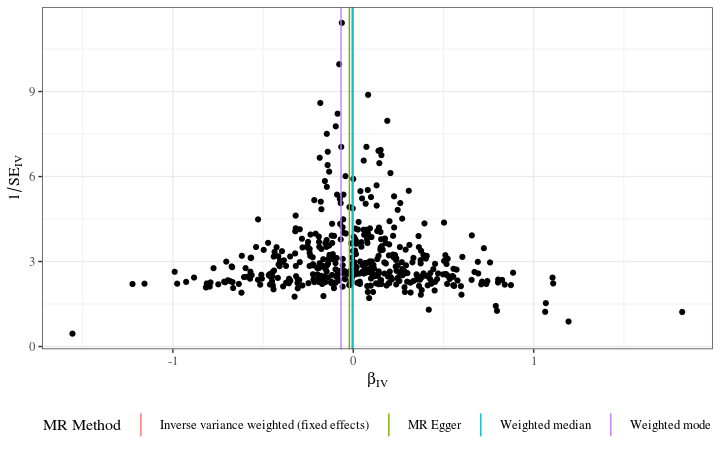 9
6
3
0
1/SE_IV
-1
0
1
β_IV
MR Method
Inverse variance weighted (fixed effects)
MR Egger
Weighted median
Weighted mode